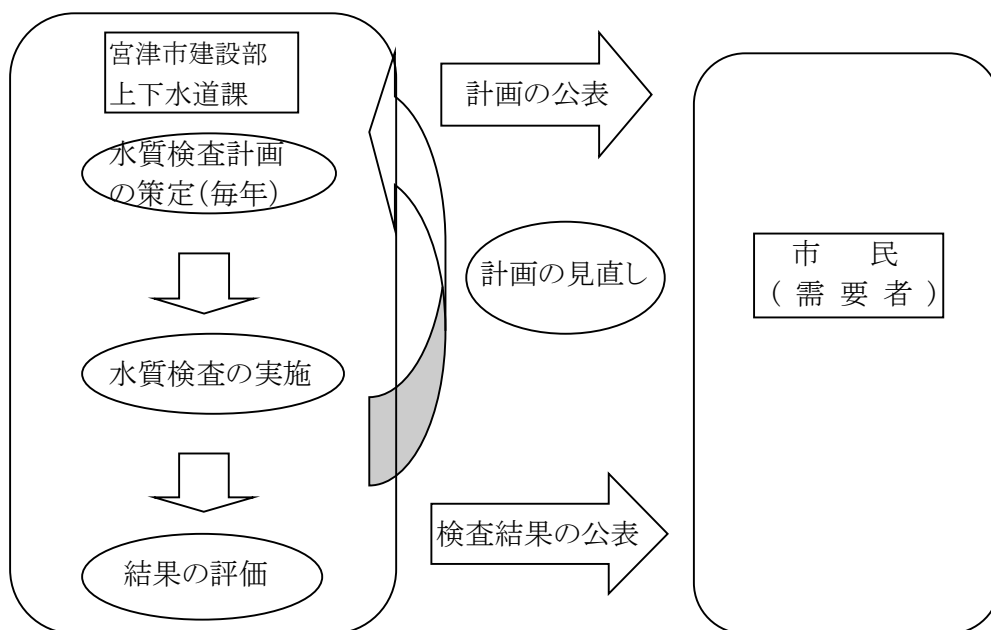 宮津市建設部
上下水道課
水質検査計画
の策定（毎年）
水質検査の実施
結果の評価
計画の公表
計画の見直し
検査結果の公表
市　民
（ 需 要 者 ）